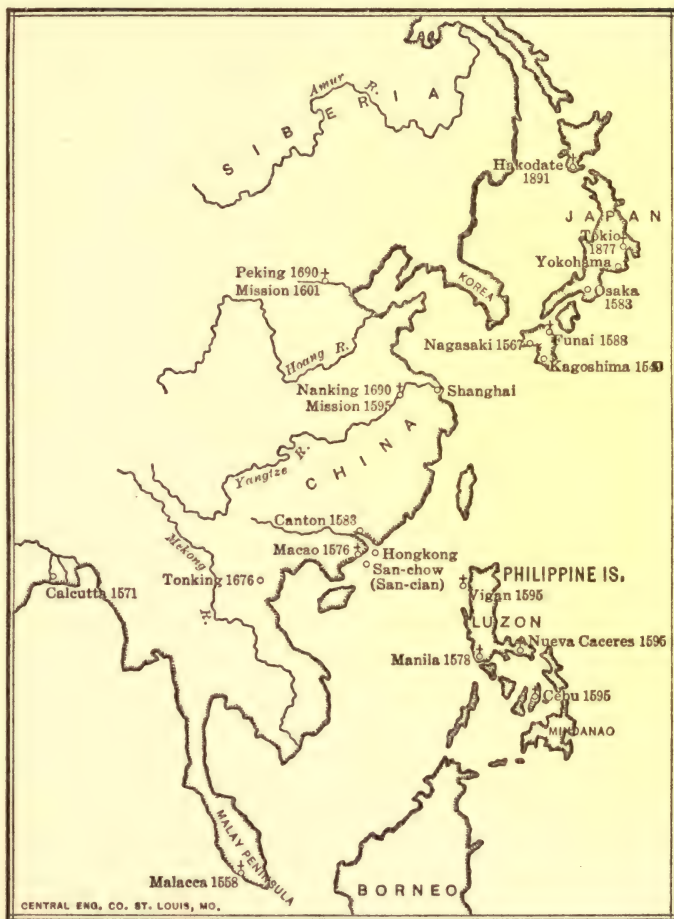 Amur R.
SIBERIA
Hakodate
1891
JAPAN
Tokio
1877
Yokohama
Osaka
1583
Peking 1690
Mission 1601
KOREA
Funai 1588
Nagasaki 1567
Kagoshima
Hoang R.
Nanking 1690
Mission 1595
Shanghai
CHINA
Yangtze R.
Canton 1583
Mekong R.
Macao 1576
Hongkong
San-chow
(San-cian)
Tonking 1676
Calcutta 1571
PHILIPPINE IS.
Vigan 1595
LUZON
Nueva Caceres 1595
Manila 1578
Cebu 1595
MINDANAO
MALAY PENINSULA
Malacca 1558
BORNEO
CENTRAL ENG. CO. ST. LOUIS, MO.